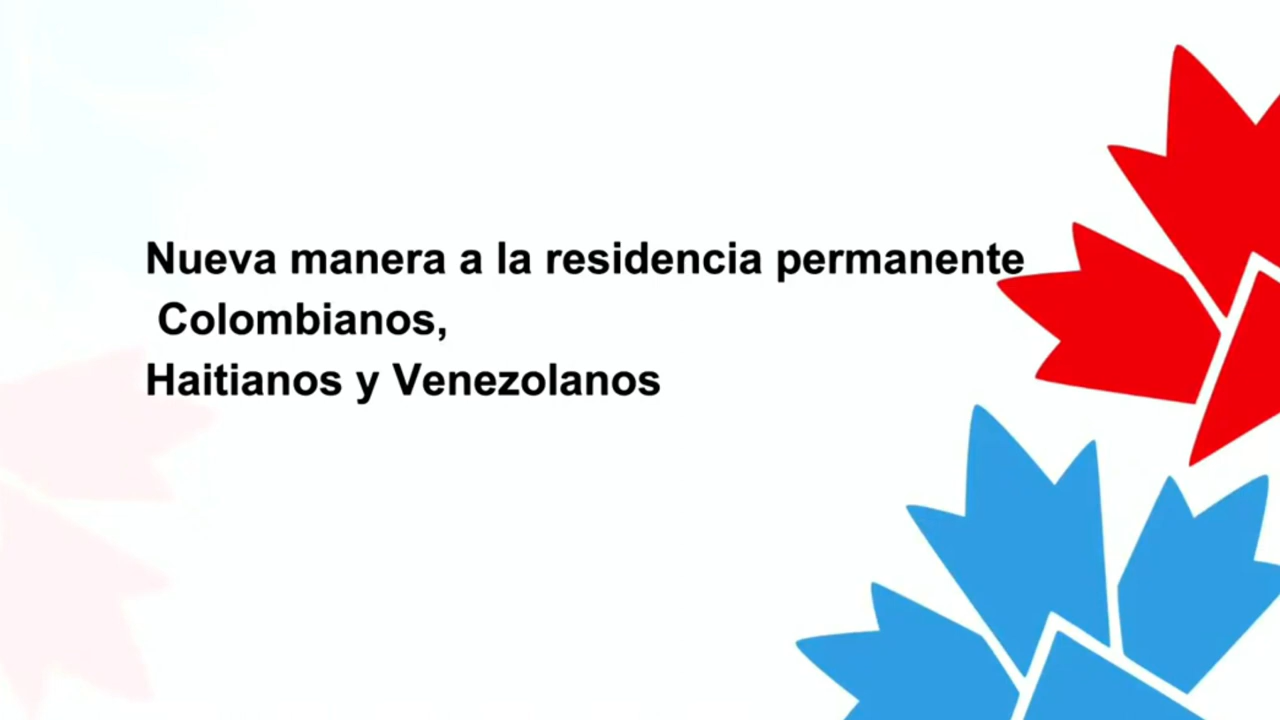 Nueva manera a la residencia permanente
Colombianos,
Haitianos y Venezolanos